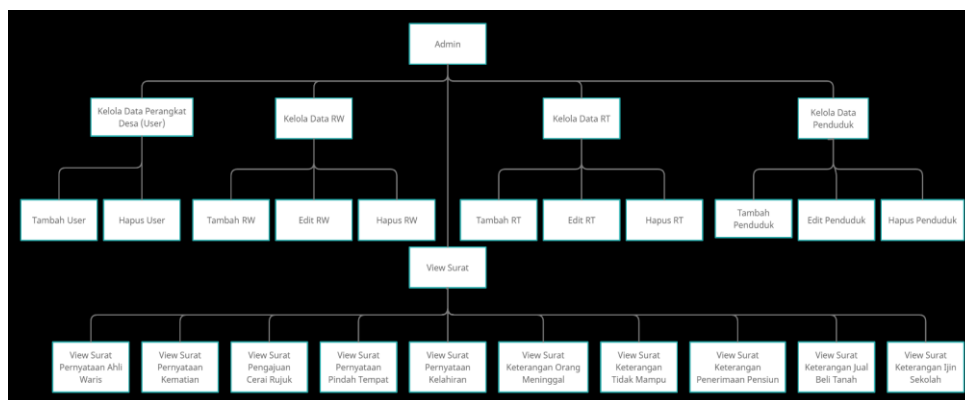 Admin
Kelola Data Perangkat
Desa (User)
Kelola Data RW
Kelola Data RT
Kelola Data
Penduduk
Tambah User
Hapus User
Tambah RW
Edit RW
Hapus RW
Tambah RT
Edit RT
Hapus RT
Tambah
Penduduk
Edit Penduduk
Hapus Penduduk
View Surat
View Surat
Pernyataan Ahli
Waris
View Surat
Pernyataan
Kematian
View Surat
Pengajuan
Cerai Rujuk
View Surat
Pernyataan
Pindah Tempat
View Surat
Pernyataan
Kelahiran
View Surat
Keterangan Orang
Meninggal
View Surat
Keterangan
Tidak Mampu
View Surat
Keterangan
Penerimaan Pensiun
View Surat
Keterangan Jual
Beli Tanah
View Surat
Keterangan Ijin
Sekolah